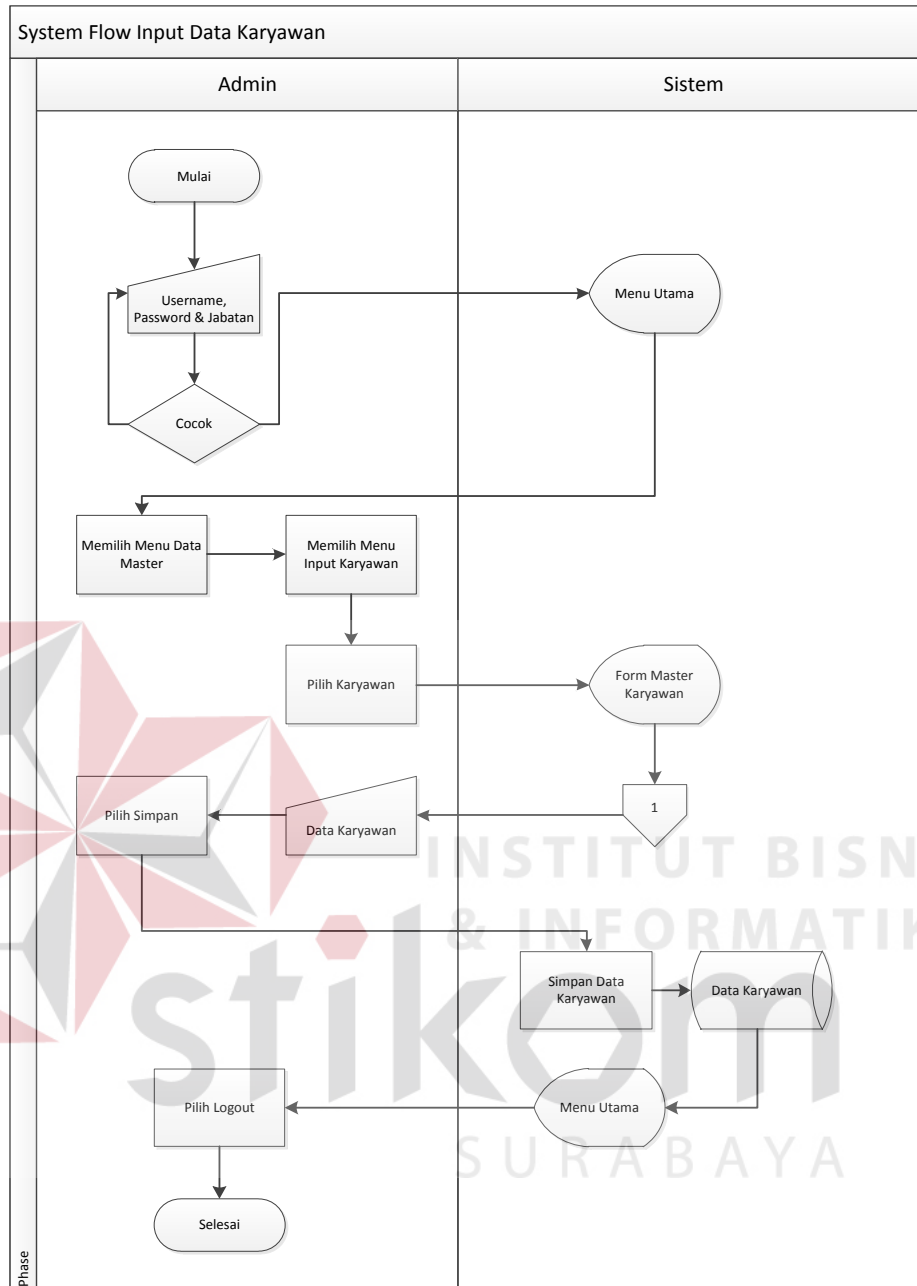 System Flow Input Data Karyawan
Admin
Sistem
Mulai
Username,
Password & Jabatan
Menu Utama
Cocok
Memilih Menu Data
Master
Memilih Menu
Input Karyawan
Pilih Karyawan
Form Master
Karyawan
Pilih Simpan
Data Karyawan
1
INSTITUT BISN
& INFORMATIK
stikom
SURABAYA
Simpan Data
Karyawan
Data Karyawan
Pilih Logout
Menu Utama
Selesai
Phase